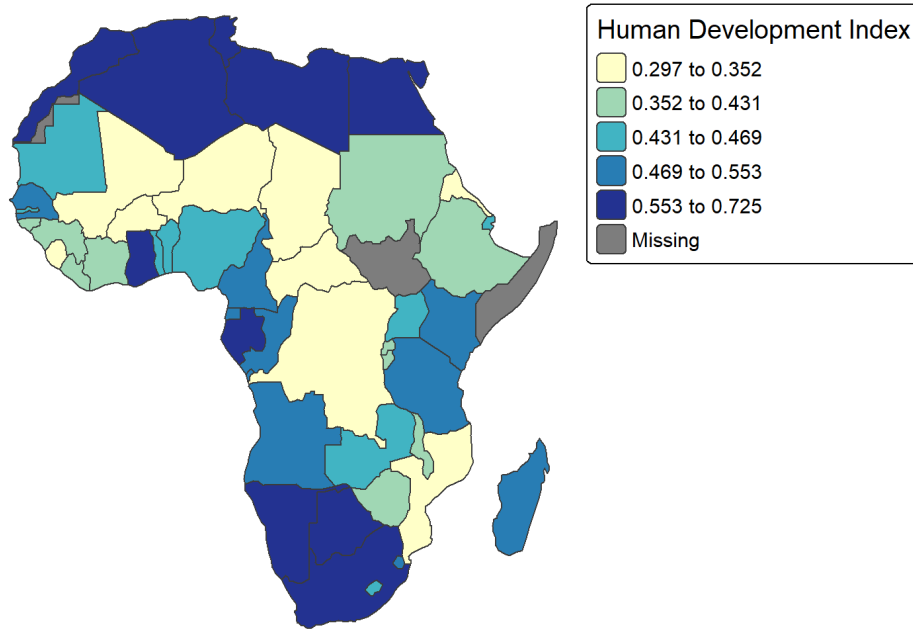 Human Development Index
0.297 to 0.352
0.352 to 0.431
0.431 to 0.469
0.469 to 0.553
0.553 to 0.725
Missing